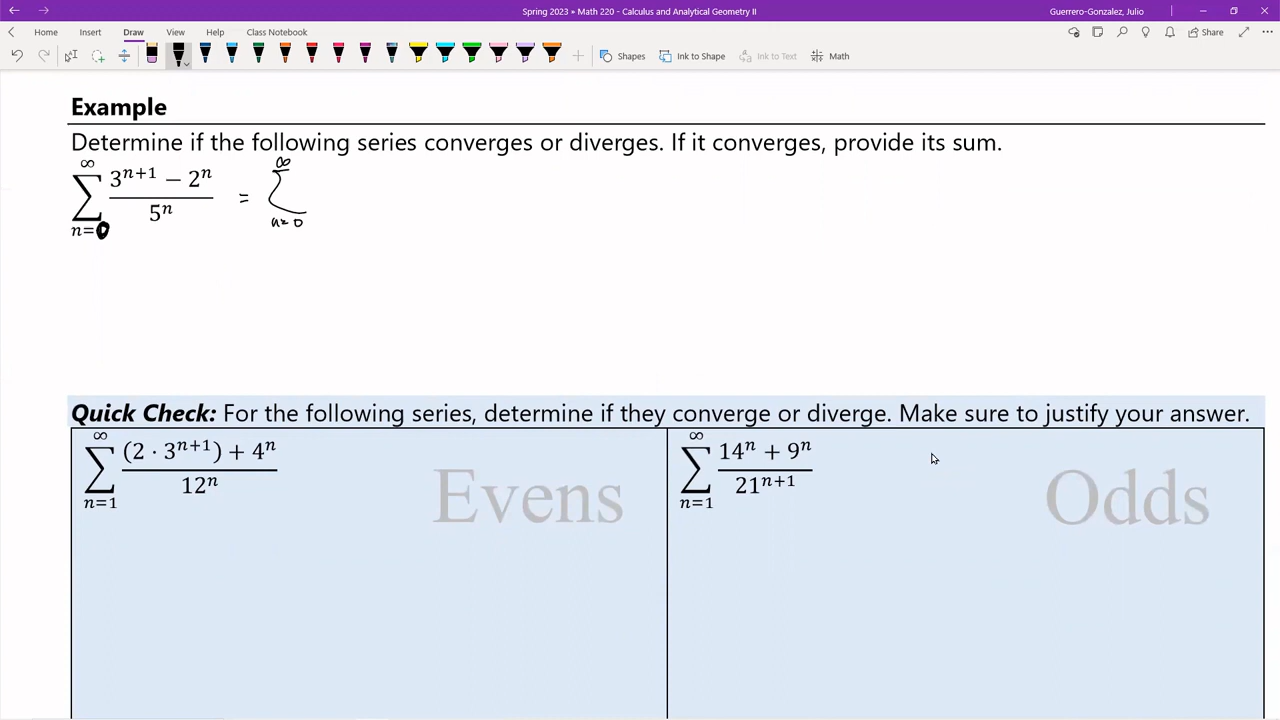 Spring 2023 » Math 220 - Calculus and Analytical Geometry II
Guerrero-Gonzalez, Julio
Home Insert Draw View Help Class Notebook
Shapes Ink to Shape Ink to Text Math Share
Example
Determine if the following series converges or diverges. If it converges, provide its sum.
∞ ∑ n=0 (3^{n+1} − 2^n)/5^n = ∞ ∑ n=0
Quick Check: For the following series, determine if they converge or diverge. Make sure to justify your answer.
∞ ∑ n=1 ((2 · 3^{n+1}) + 4^n)/12^n
Evens
∞ ∑ n=1 (14^n + 9^n)/21^{n+1}
Odds